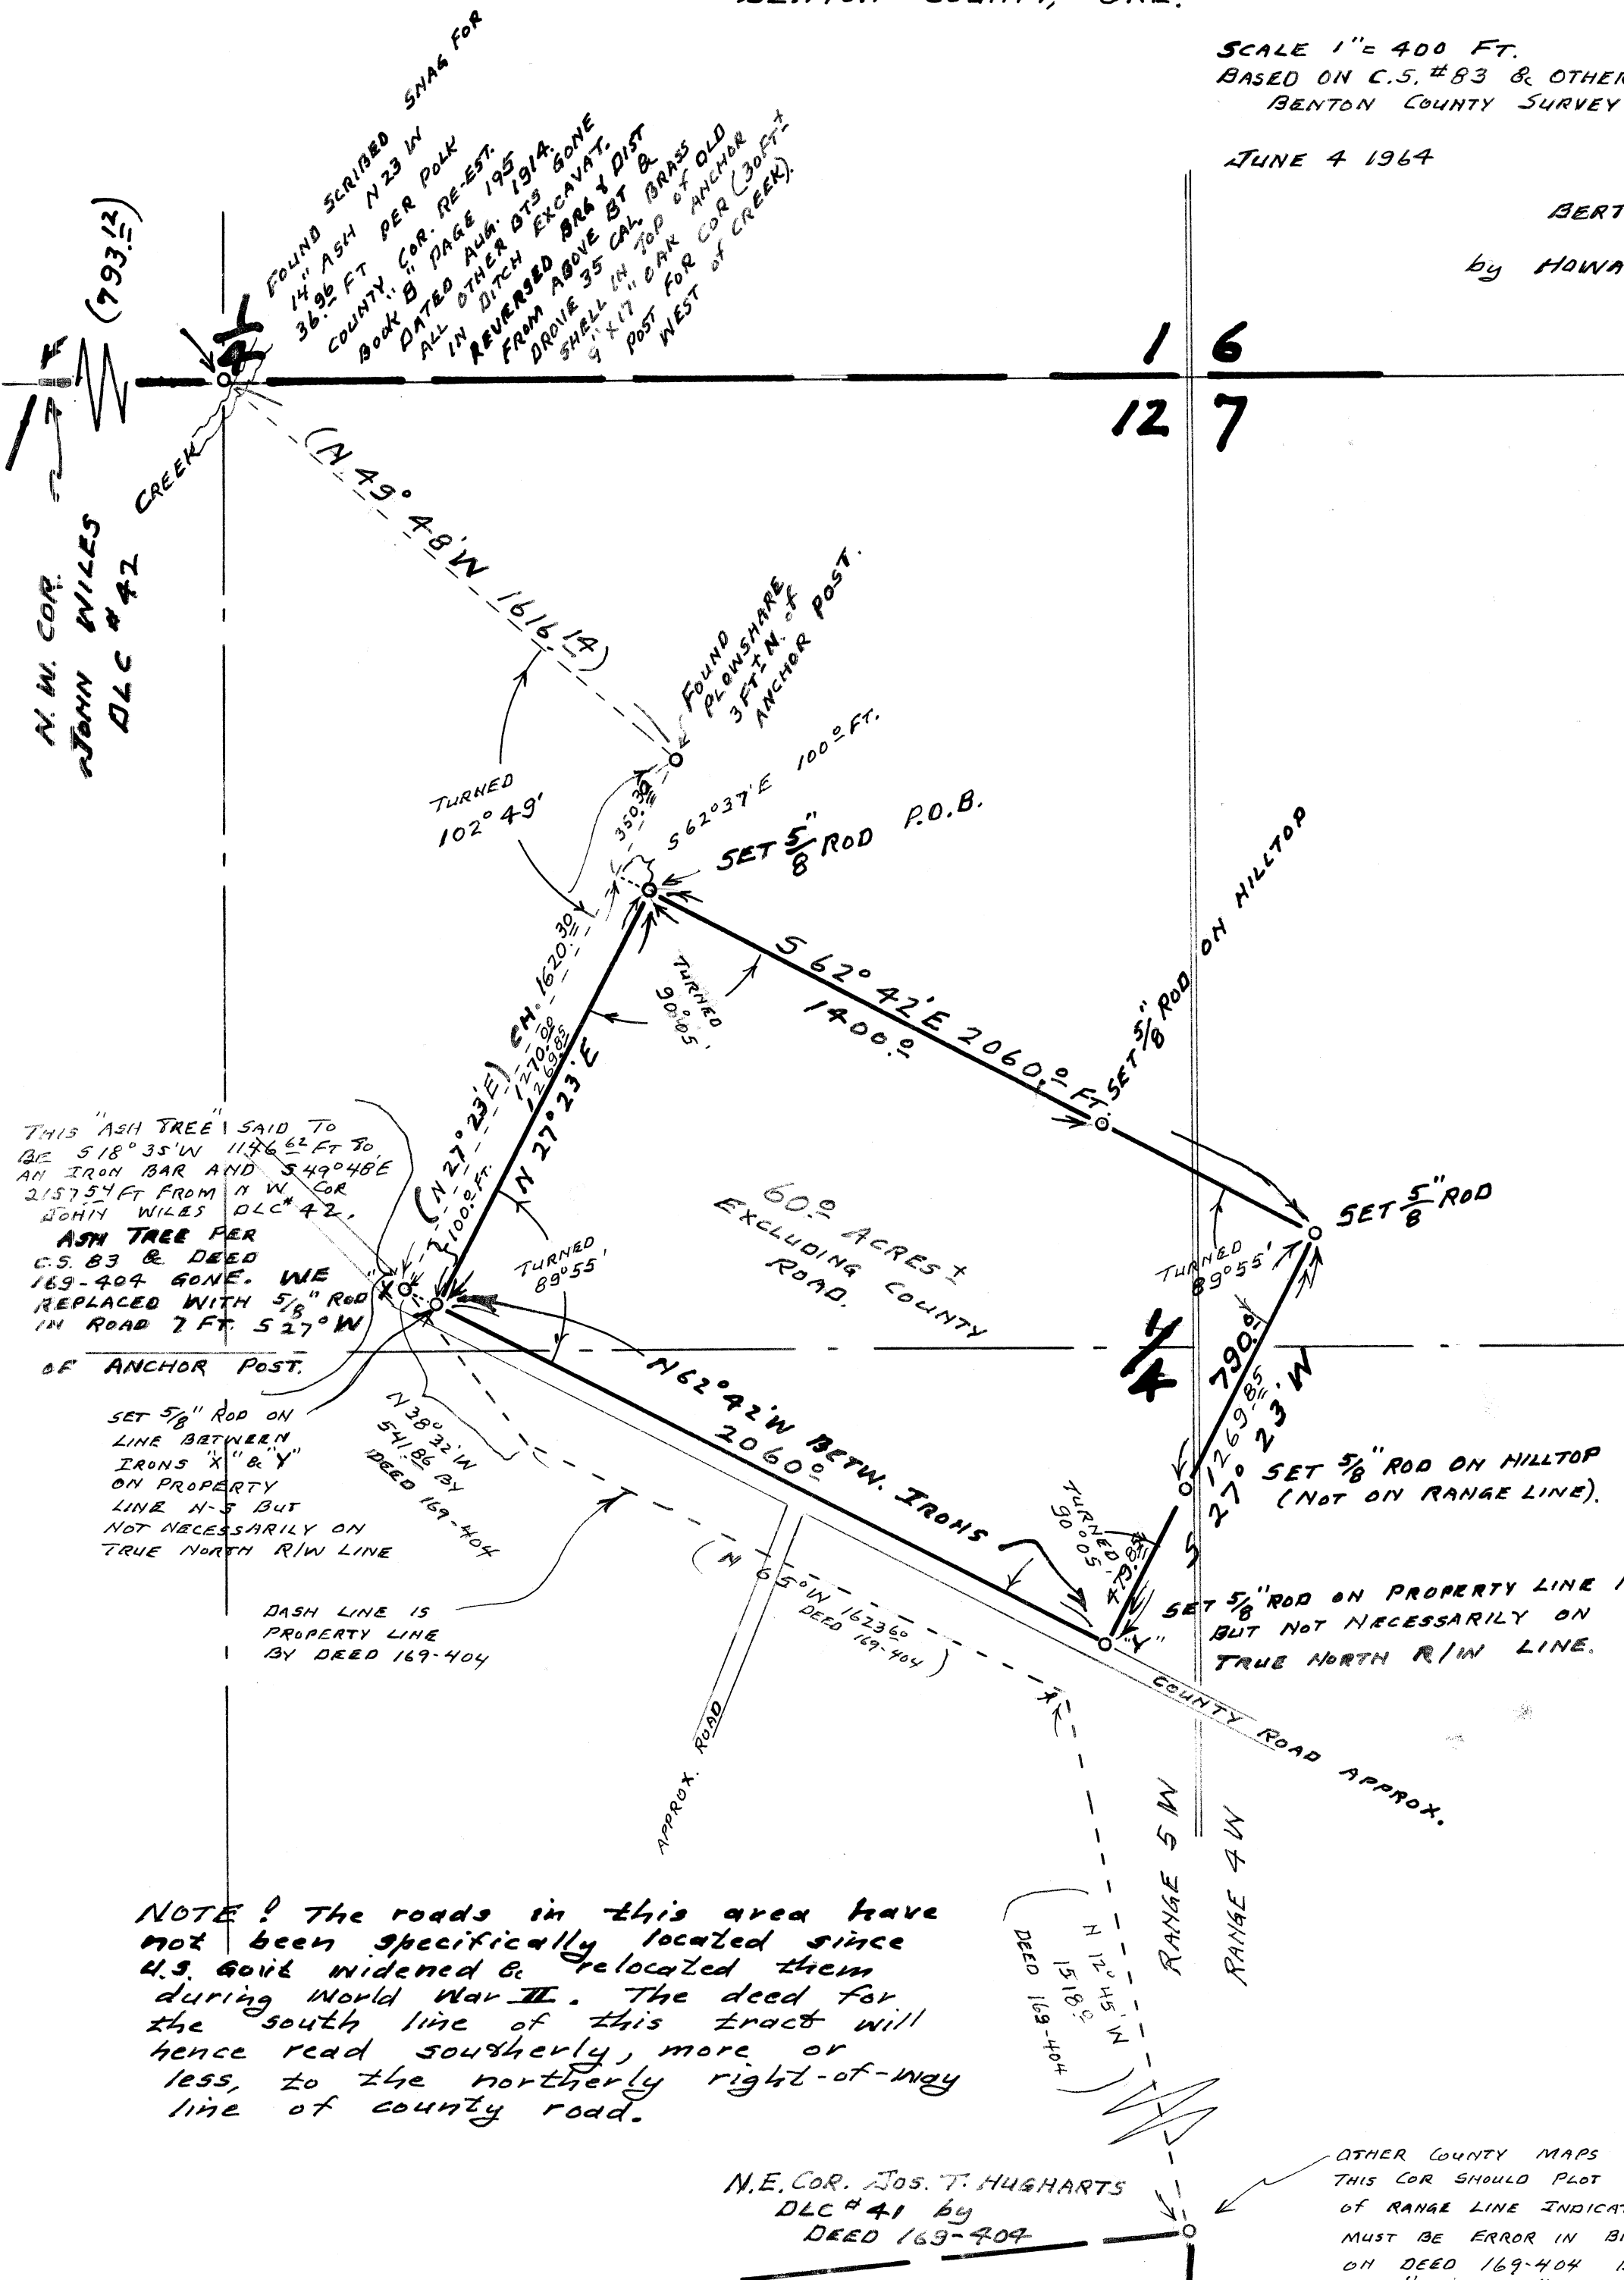 BENTON COUNTY, ORE.
SCALE 1" = 400 FT.
BASED ON C.S. #83 & OTHER
BENTON COUNTY SURVEY
JUNE 4 1964
BERT
by HOWA
FOUND SCRIBED SNAG FOR
14" ASH N 23 W
36.96 FT PER POLK
COUNTY COR. RE-EST.
BOOK "B" PAGE 195
DATED AUG. 1914.
ALL OTHER BTS GONE
IN DITCH EXCAVAT.
REVERSED BRG & DIST
FROM ABOVE BT &
DROVE 35 CAL BRASS
SHELL IN TOP of OLD
9" X 17" OAK ANCHOR
POST FOR COR (30 FT ±
WEST of CREEK).
(793.12)
1 6
12 7
CREEK
N. W. COR.
JOHN WILES
DLC # 42
(N. 49° 48' W 1616.14)
FOUND
PLOWSHARE
3 FT ± N. of
ANCHOR POST.
TURNED
102° 49'
350.30
S 62° 37' E 100.0 FT.
SET 5/8" ROD P.O.B.
SET 5/8" ROD ON HILLTOP
S 62° 42' E 2060.0 FT.
1400.0
TURNED
90° 05'
(N 27° 23' E) CH. 1620.30
1270.00
1269.85
N 27° 23' E
100.0 FT.
THIS "ASH TREE" SAID TO
BE S 18° 35' W 1146.62 FT TO
AN IRON BAR AND S 49° 48 E
2157.54 FT FROM N W COR
JOHN WILES DLC # 42.
ASH TREE PER
C.S. 83 & DEED
169-404 GONE. WE
REPLACED WITH 5/8" ROD "X"
IN ROAD 7 FT. S 27° W
OF ANCHOR POST.
TURNED
89° 55'
60.0 ACRES ±
EXCLUDING COUNTY
ROAD.
SET 5/8" ROD
TURNED
89° 55'
1/4
790.0
1269.85
S 27° 23' W
SET 5/8" ROD ON
LINE BETWEEN
IRONS "X" & "Y"
ON PROPERTY
LINE N-S BUT
NOT NECESSARILY ON
TRUE NORTH R/W LINE
N 38° 32' W
541.86 BY
DEED 169-404
N 62° 42' W BETW. IRONS
2060.0
SET 5/8" ROD ON HILLTOP
(NOT ON RANGE LINE).
TURNED
90° 05'
479.85
"Y"
SET 5/8" ROD ON PROPERTY LINE
BUT NOT NECESSARILY ON
TRUE NORTH R/W LINE.
(N 65° W 1623.60
DEED 169-404)
DASH LINE IS
PROPERTY LINE
BY DEED 169-404
COUNTY ROAD APPROX.
APPROX. ROAD
RANGE 5 W
RANGE 4 W
(N 12° 45' W
1518.0
DEED 169-404)
NOTE! The roads in this area have
not been specifically located since
U.S. Gov't widened & relocated them
during World War II. The deed for
the south line of this tract will
hence read southerly, more or
less, to the northerly right-of-way
line of county road.
N.E. COR. JOS. T. HUGHARTS
DLC # 41 by
DEED 169-404
OTHER COUNTY MAPS
THIS COR SHOULD PLOT
of RANGE LINE INDICAT
MUST BE ERROR IN
ON DEED 169-404